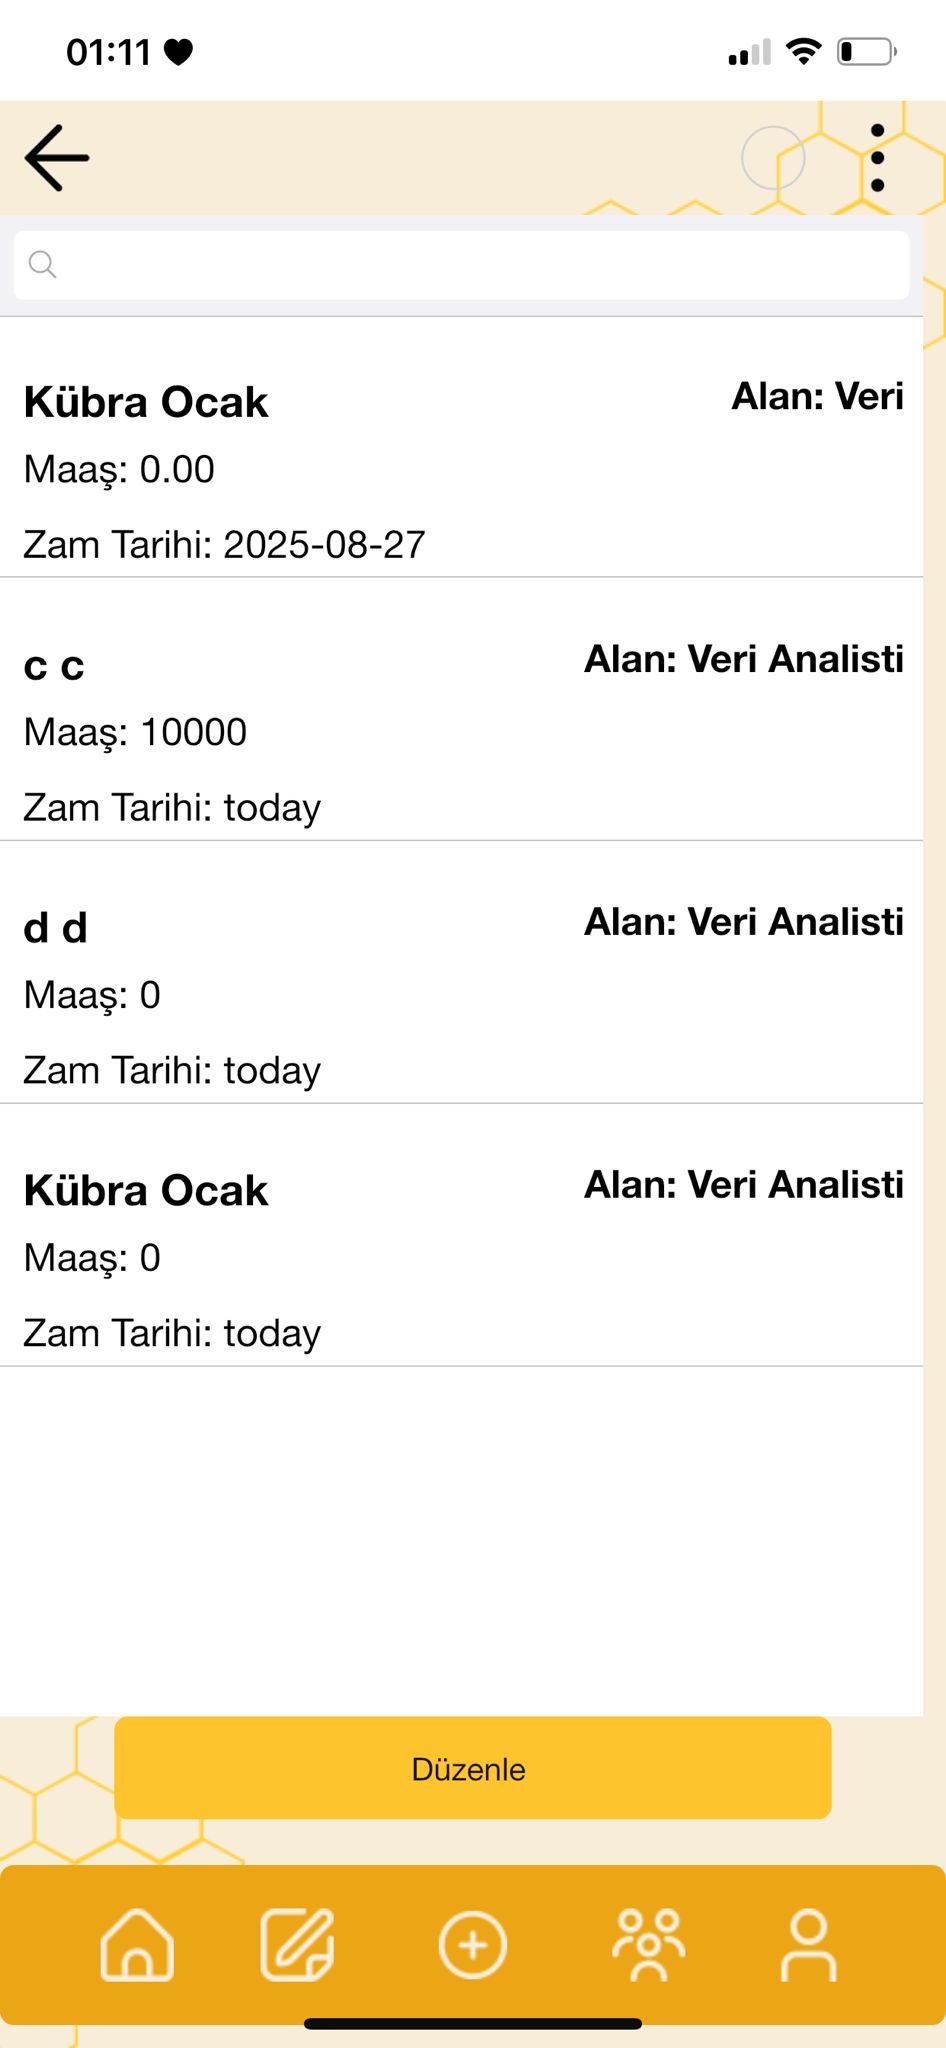 01:11
Kübra Ocak
Alan: Veri
Maaş: 0.00
Zam Tarihi: 2025-08-27
c c
Alan: Veri Analisti
Maaş: 10000
Zam Tarihi: today
d d
Alan: Veri Analisti
Maaş: 0
Zam Tarihi: today
Kübra Ocak
Alan: Veri Analisti
Maaş: 0
Zam Tarihi: today
Düzenle